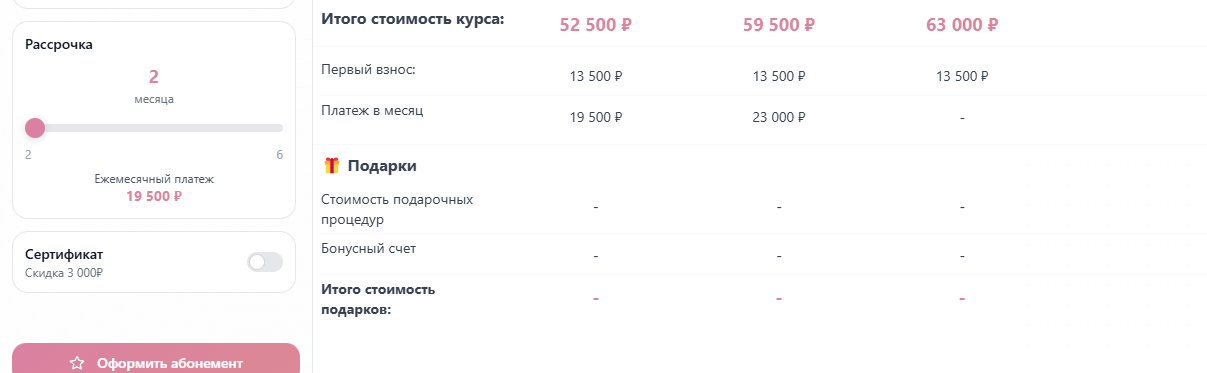 Рассрочка
2
месяца
2 6
Ежемесячный платеж
19 500 ₽
Сертификат
Скидка 3 000₽
Оформить абонемент
Итого стоимость курса: 52 500 ₽ 59 500 ₽ 63 000 ₽
Первый взнос: 13 500 ₽ 13 500 ₽ 13 500 ₽
Платеж в месяц 19 500 ₽ 23 000 ₽ -
Подарки
Стоимость подарочных
процедур - - -
Бонусный счет - - -
Итого стоимость
подарков: - - -